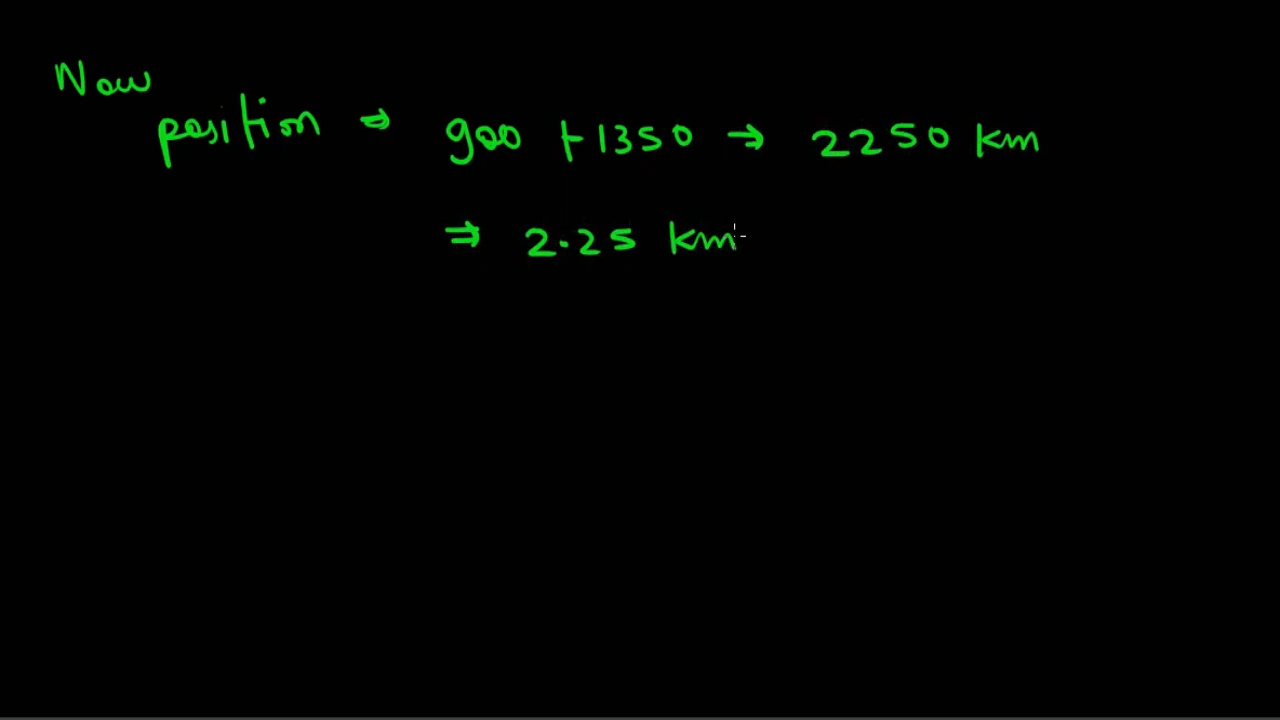 Now
position ⇒ 900 + 1350 → 2250 km
⇒ 2.25 km